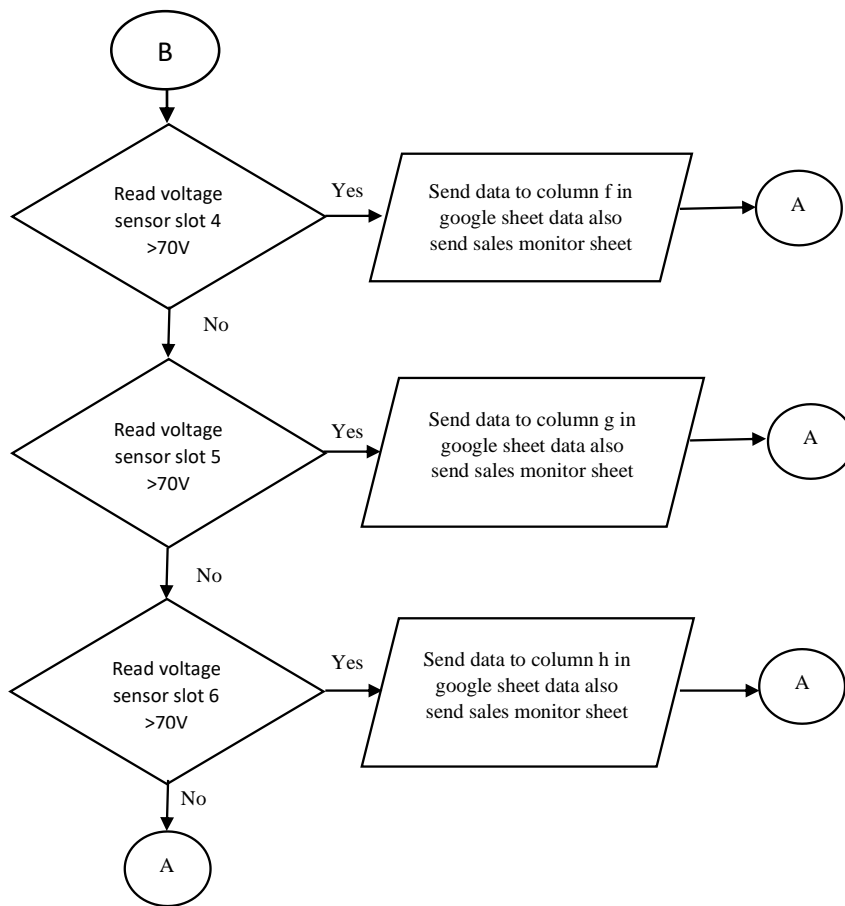 B
Read voltage
sensor slot 4
>70V
Yes
Send data to column f in
google sheet data also
send sales monitor sheet
A
No
Read voltage
sensor slot 5
>70V
Yes
Send data to column g in
google sheet data also
send sales monitor sheet
A
No
Read voltage
sensor slot 6
>70V
Yes
Send data to column h in
google sheet data also
send sales monitor sheet
A
No
A